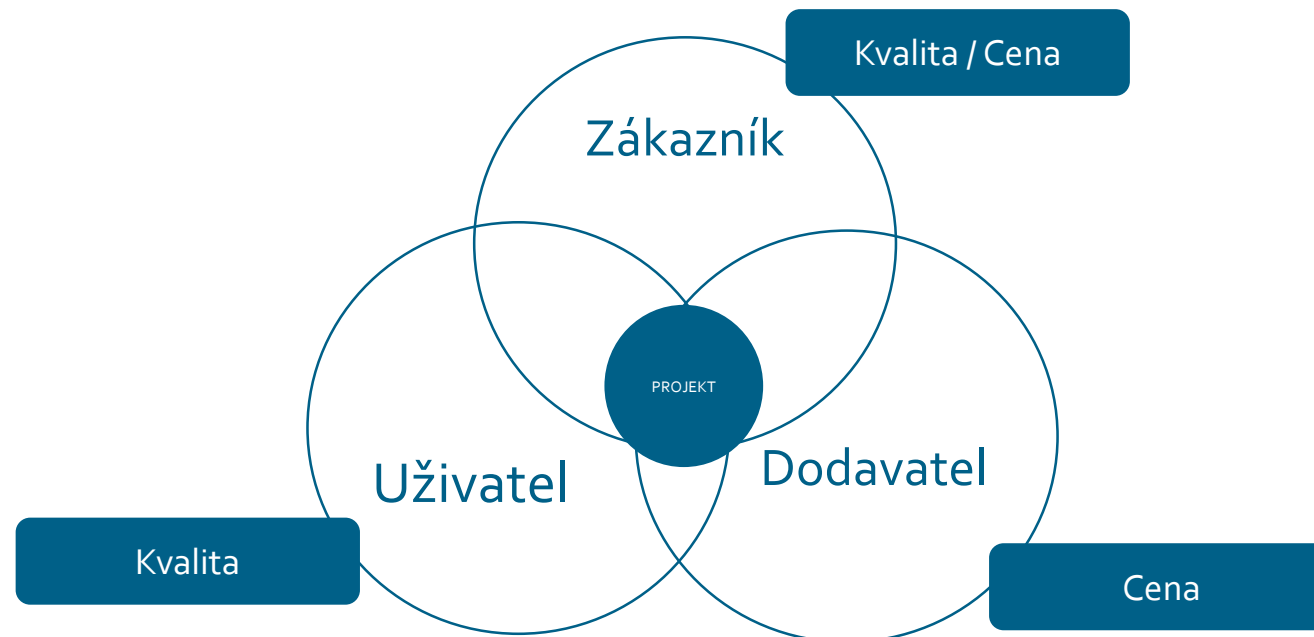 Kvalita / Cena
Zákazník
PROJEKT
Uživatel
Dodavatel
Kvalita
Cena